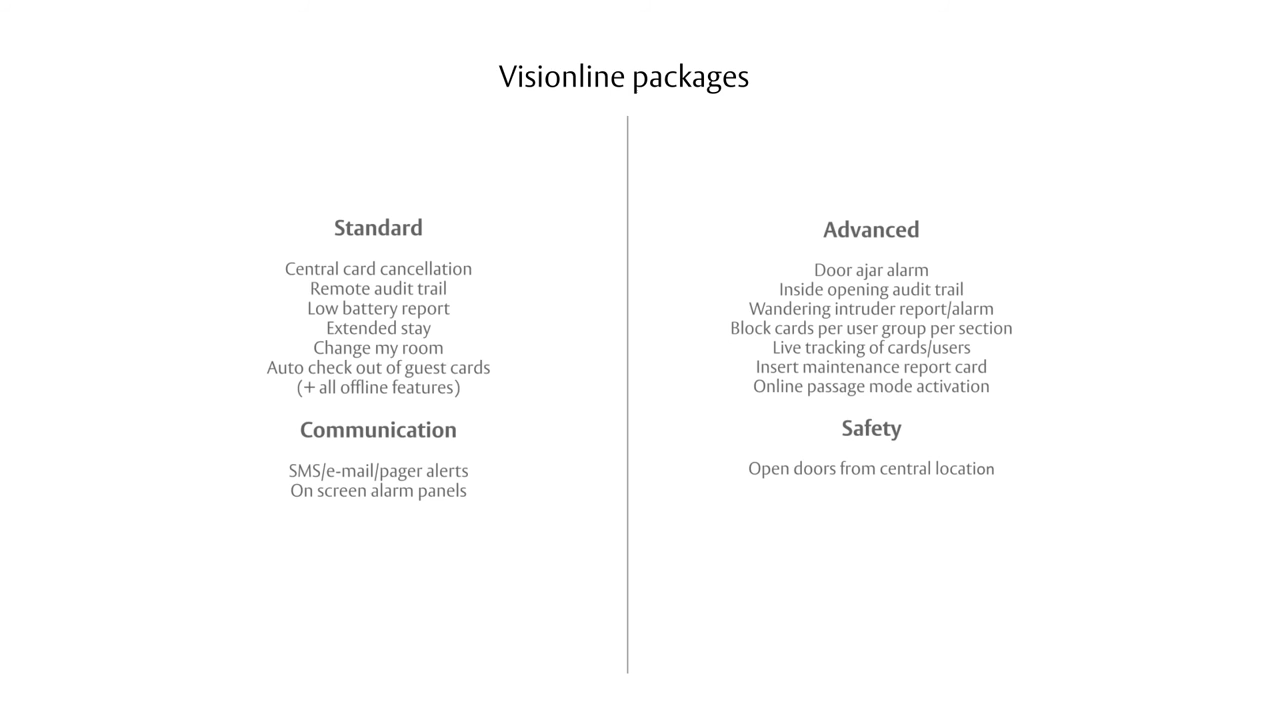 Visionline packages
Standard
Central card cancellation
Remote audit trail
Low battery report
Extended stay
Change my room
Auto check out of guest cards
(+ all offline features)
Communication
SMS/e-mail/pager alerts
On screen alarm panels
Advanced
Door ajar alarm
Inside opening audit trail
Wandering intruder report/alarm
Block cards per user group per section
Live tracking of cards/users
Insert maintenance report card
Online passage mode activation
Safety
Open doors from central location